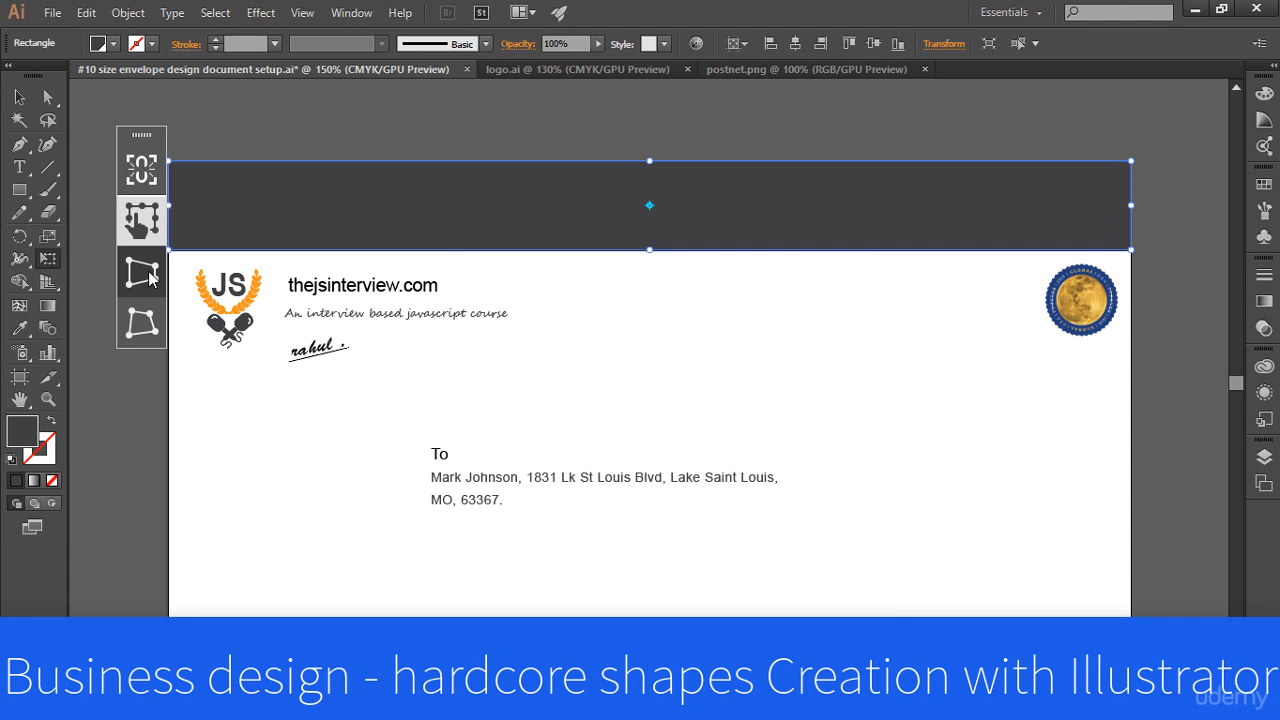 Ai File Edit Object Type Select Effect View Window Help Br St Essentials
Rectangle Stroke: Basic Opacity: 100% Style: Transform
#10 size envelope design document setup.ai* @ 150% (CMYK/GPU Preview) × logo.ai @ 130% (CMYK/GPU Preview) × postnet.png @ 100% (RGB/GPU Preview) ×
JS
thejsinterview.com
An interview based javascript course
rahul .
To
Mark Johnson, 1831 Lk St Louis Blvd, Lake Saint Louis,
MO, 63367.
Business design - hardcore shapes Creation with Illustrator
udemy